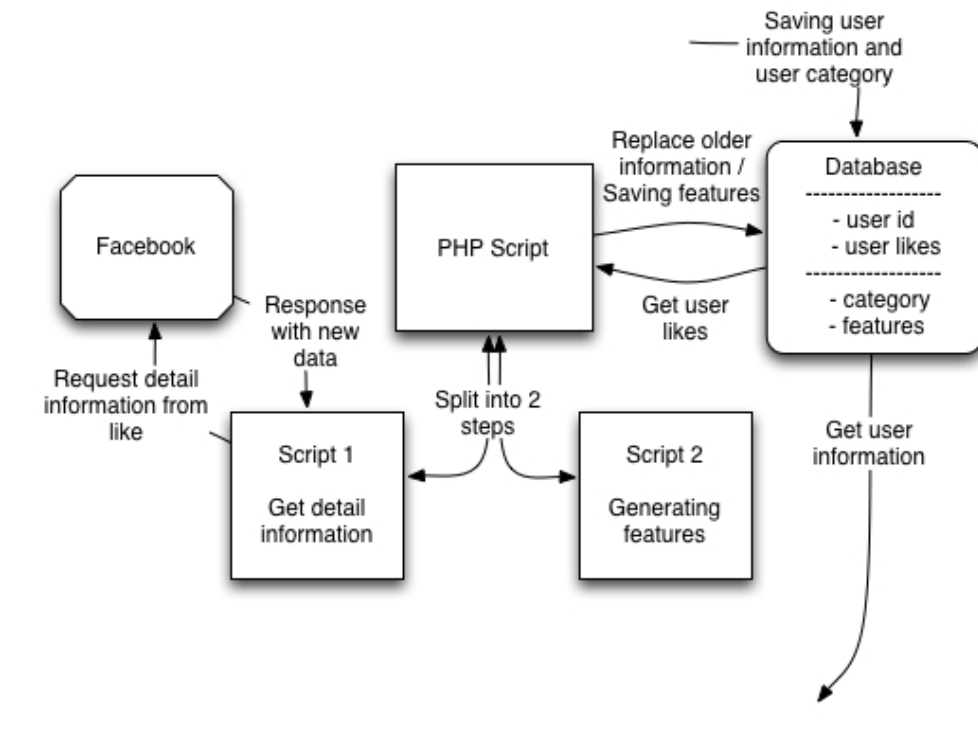 Saving user
information and
user category
Replace older
information /
Saving features
Database
-------------------
- user id
- user likes
-------------------
- category
- features
Facebook
PHP Script
Response
with new
data
Get user
likes
Request detail
information from
like
Split into 2
steps
Script 1
Get detail
information
Script 2
Generating
features
Get user
information